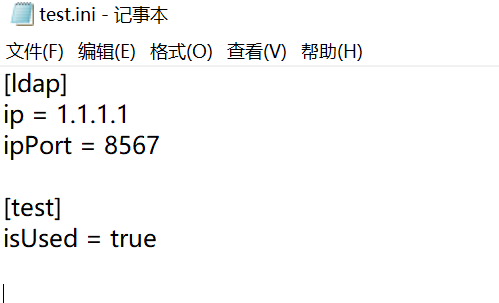 test.ini - 记事本
文件(F) 编辑(E) 格式(O) 查看(V) 帮助(H)
[ldap]
ip = 1.1.1.1
ipPort = 8567
[test]
isUsed = true